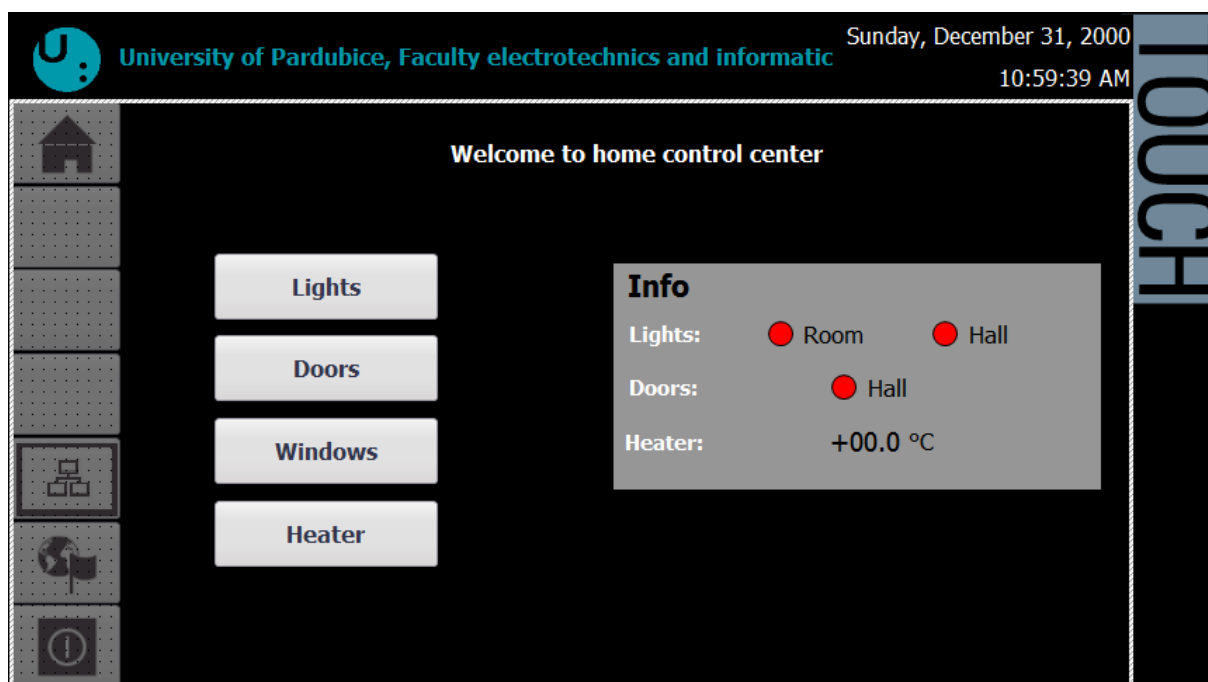 University of Pardubice, Faculty electrotechnics and informatic
Sunday, December 31, 2000
10:59:39 AM
TOUCH
Welcome to home control center
Lights
Doors
Windows
Heater
Info
Lights: Room Hall
Doors: Hall
Heater: +00.0 °C